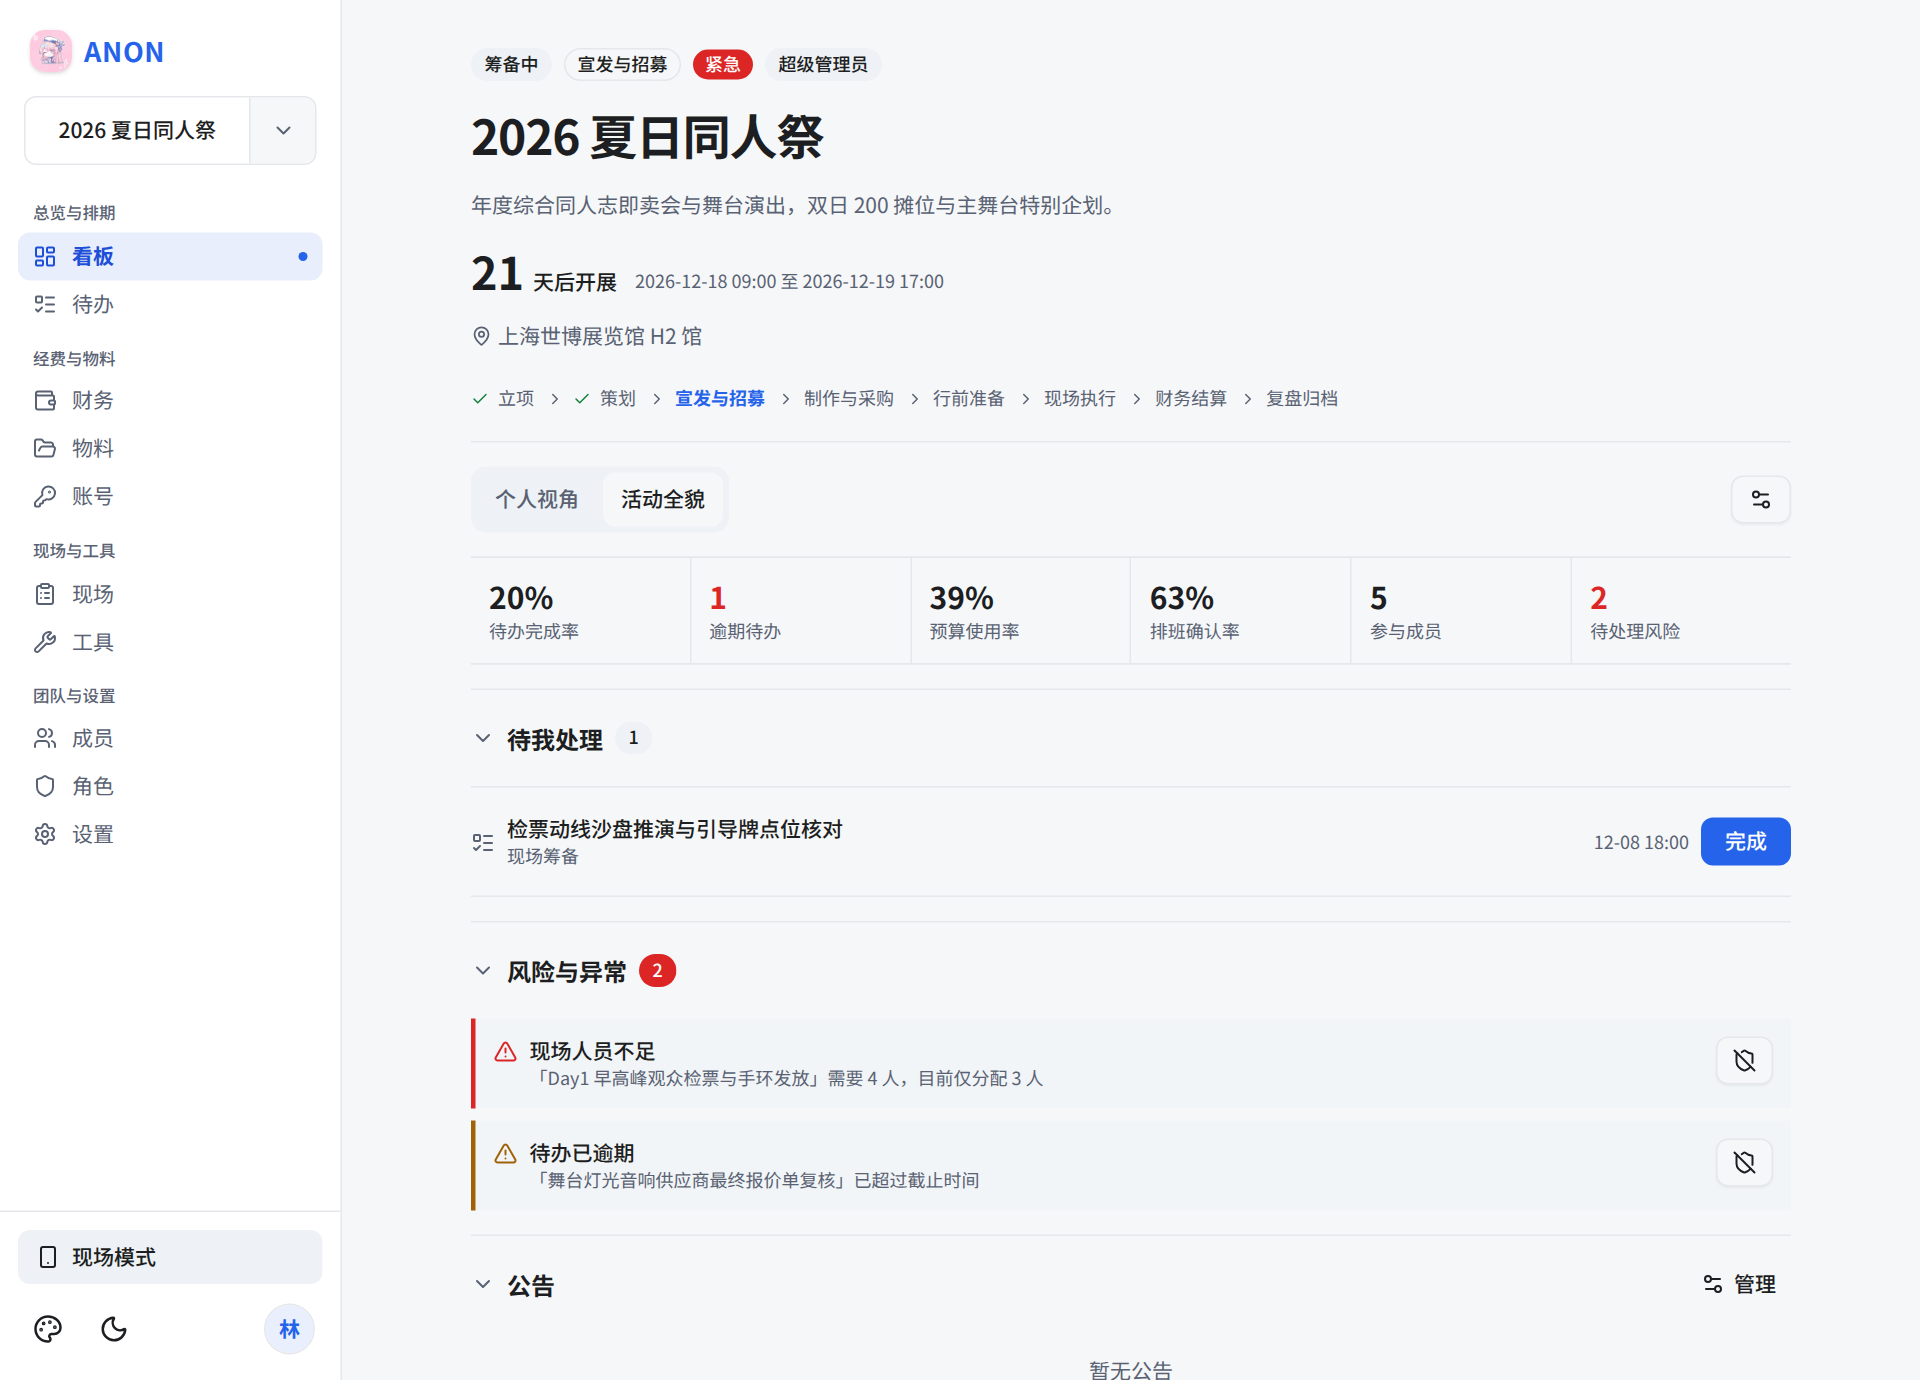 ANON
2026 夏日同人祭
总览与排期
看板
待办
经费与物料
财务
物料
账号
现场与工具
现场
工具
团队与设置
成员
角色
设置
现场模式
林
筹备中 宣发与招募 紧急 超级管理员
2026 夏日同人祭
年度综合同人志即卖会与舞台演出，双日 200 摊位与主舞台特别企划。
21 天后开展 2026-12-18 09:00 至 2026-12-19 17:00
上海世博展览馆 H2 馆
立项 策划 宣发与招募 制作与采购 行前准备 现场执行 财务结算 复盘归档
个人视角 活动全貌
20% 1 39% 63% 5 2
待办完成率 逾期待办 预算使用率 排班确认率 参与成员 待处理风险
待我处理 1
检票动线沙盘推演与引导牌点位核对
现场筹备
12-08 18:00 完成
风险与异常 2
现场人员不足
「Day1 早高峰观众检票与手环发放」需要 4 人，目前仅分配 3 人
待办已逾期
「舞台灯光音响供应商最终报价单复核」已超过截止时间
公告 管理
暂无公告